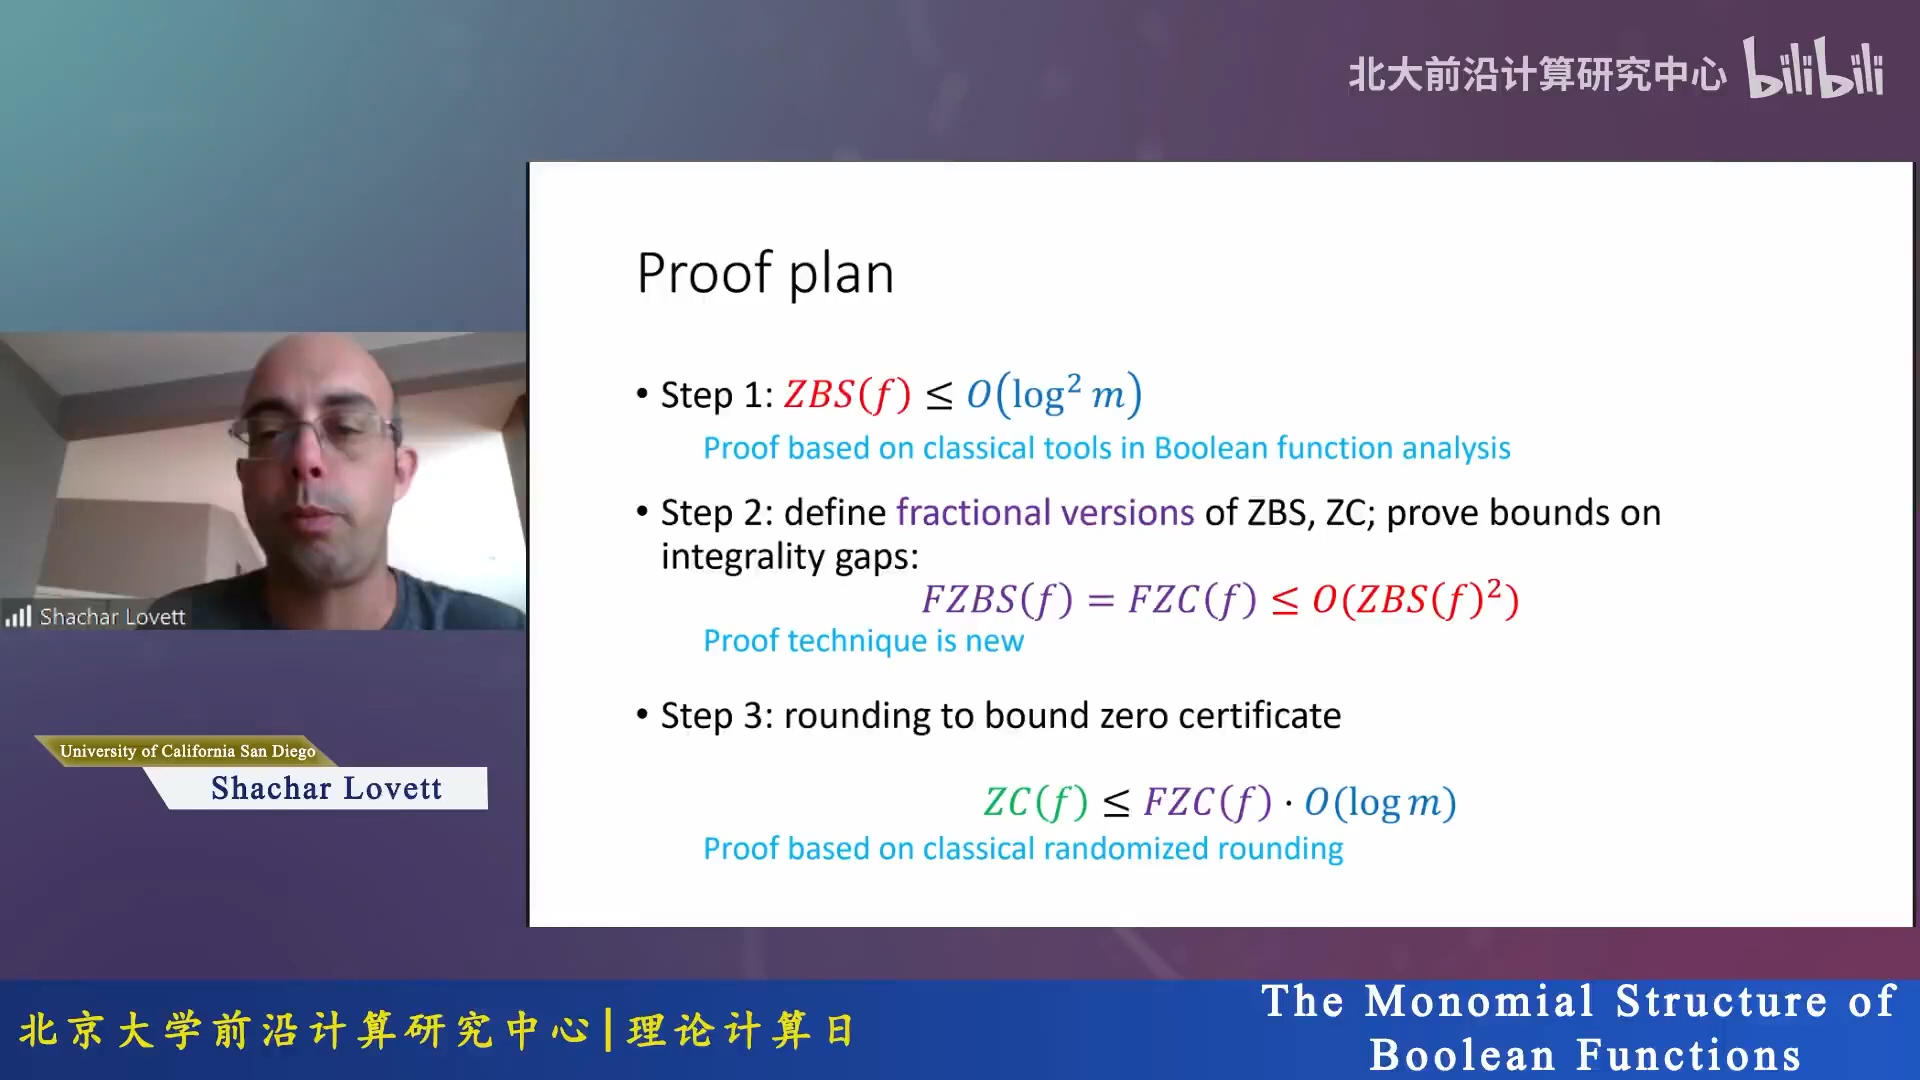 北大前沿计算研究中心 bilibili
Proof plan
• Step 1: ZBS(f) ≤ O(log² m)
Proof based on classical tools in Boolean function analysis
• Step 2: define fractional versions of ZBS, ZC; prove bounds on
integrality gaps:
FZBS(f) = FZC(f) ≤ O(ZBS(f)²)
Proof technique is new
• Step 3: rounding to bound zero certificate
ZC(f) ≤ FZC(f) · O(log m)
Proof based on classical randomized rounding
Shachar Lovett
University of California San Diego
Shachar Lovett
北京大学前沿计算研究中心|理论计算日
The Monomial Structure of
Boolean Functions